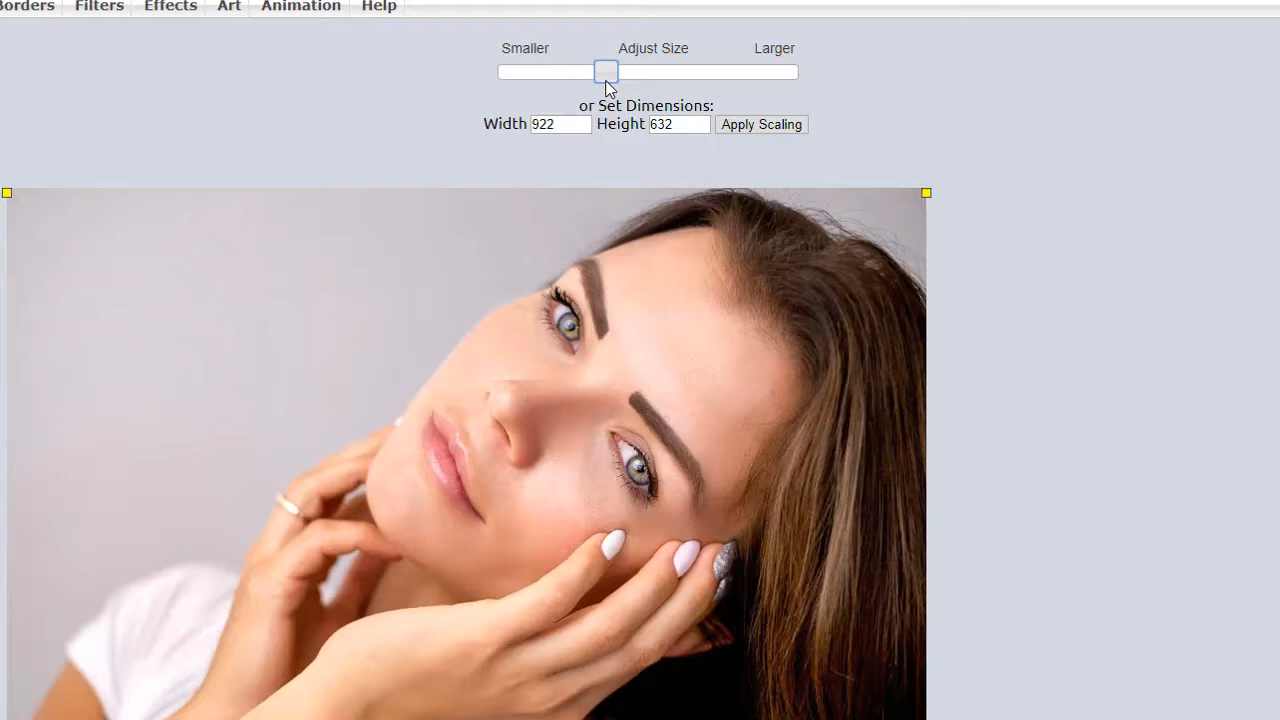 Borders Filters Effects Art Animation Help
Smaller Adjust Size Larger
or Set Dimensions:
Width 922 Height 632 Apply Scaling